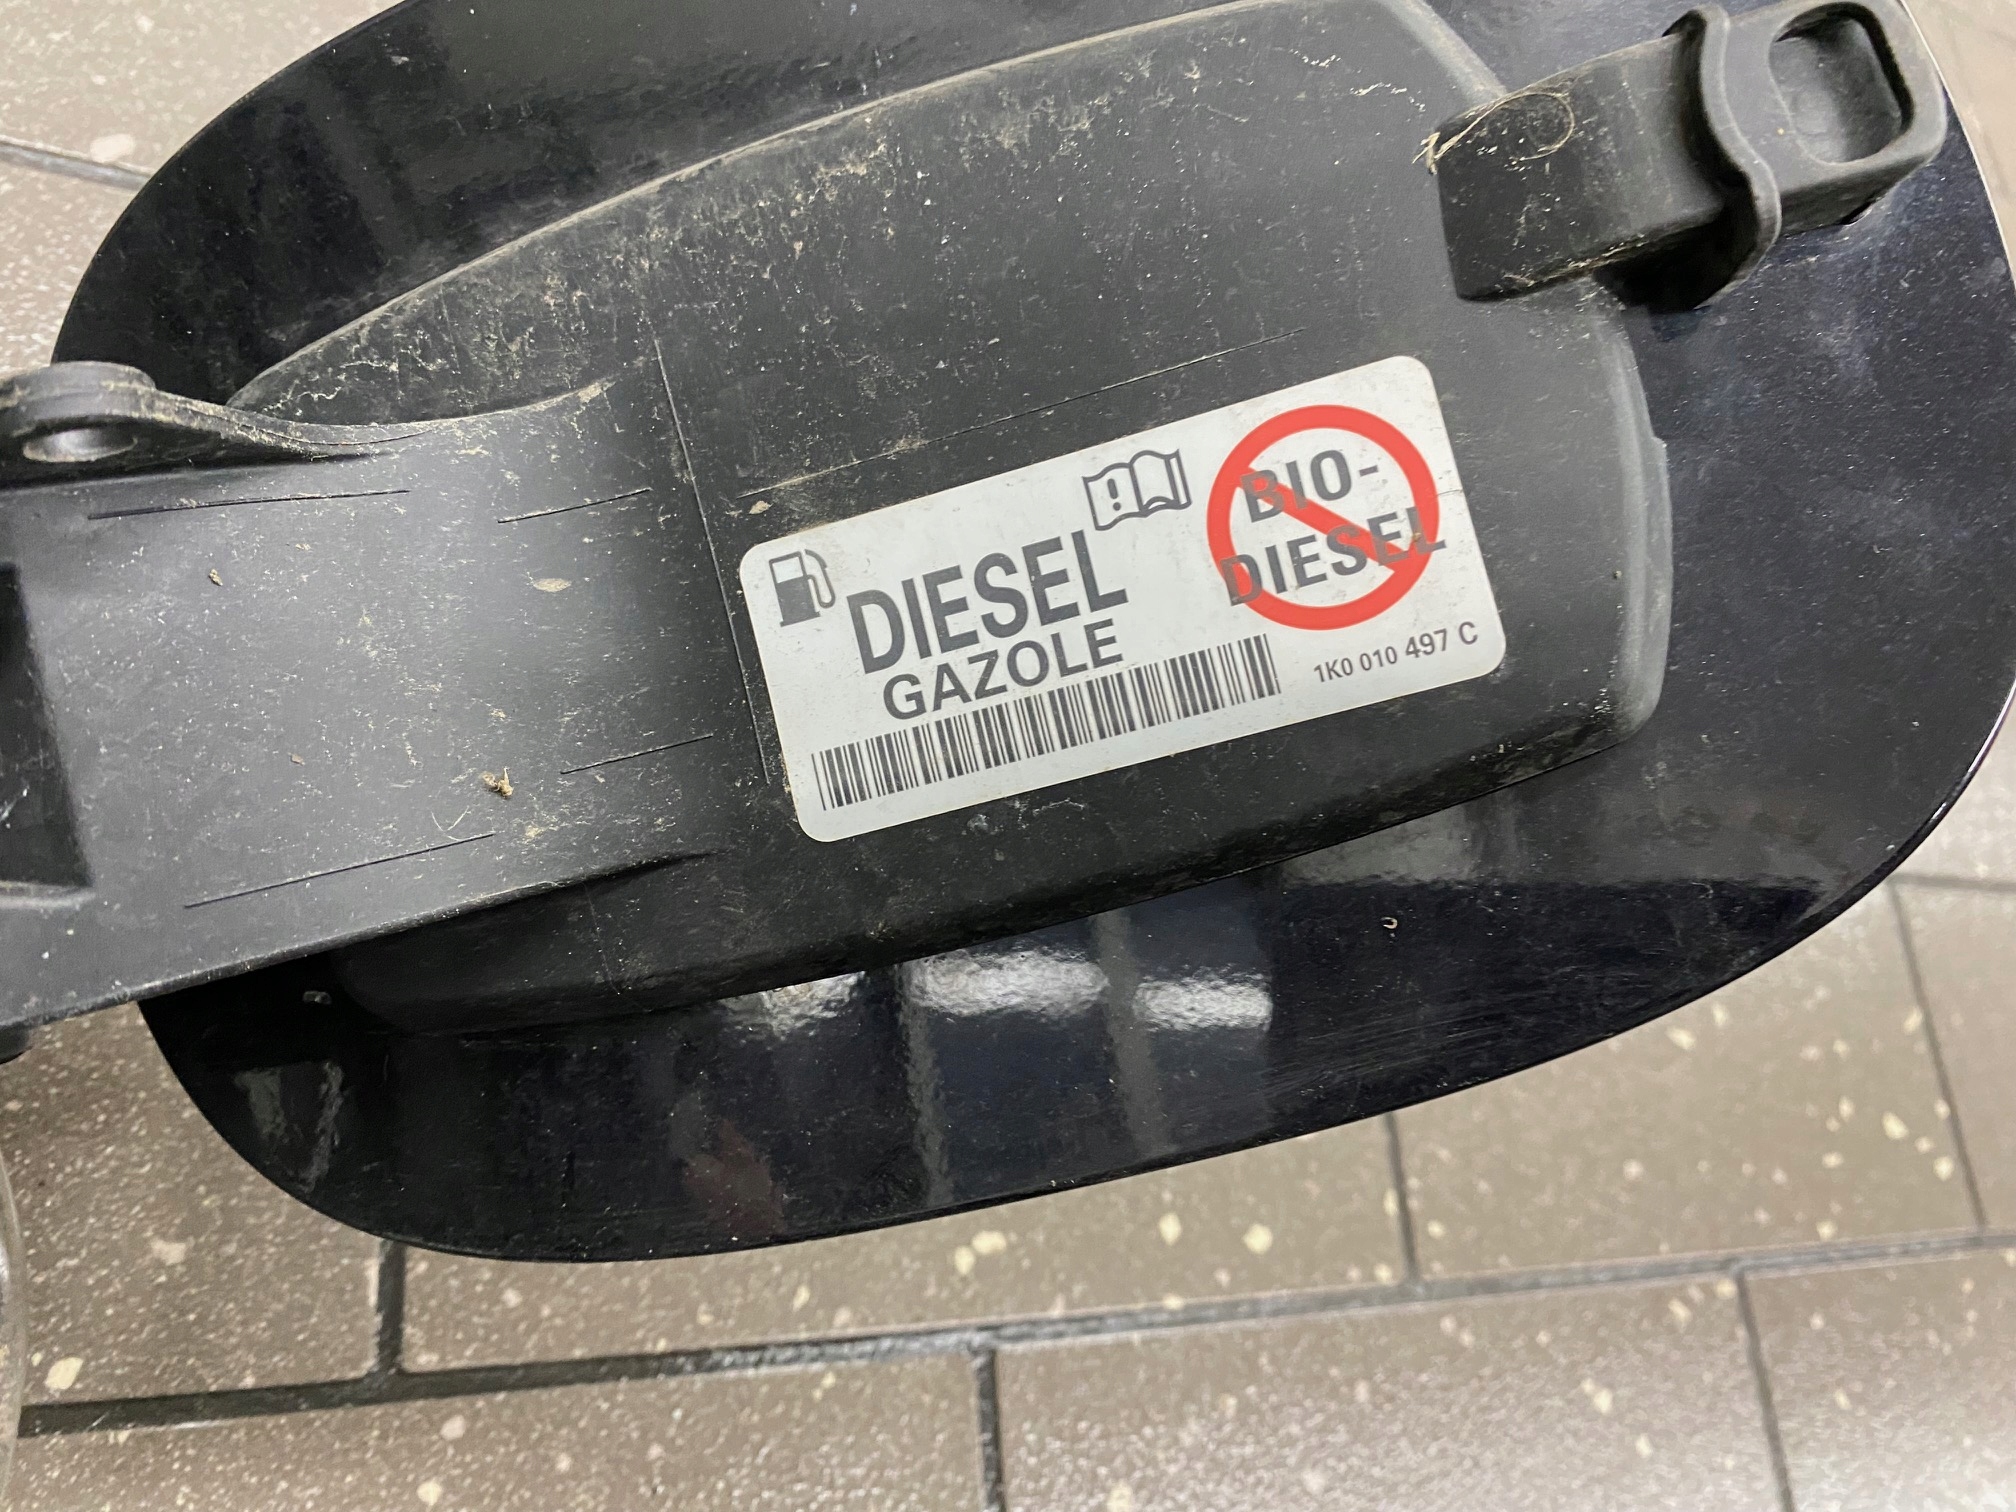 DIESEL
GAZOLE
BIO-
DIESEL
1K0 010 497 C